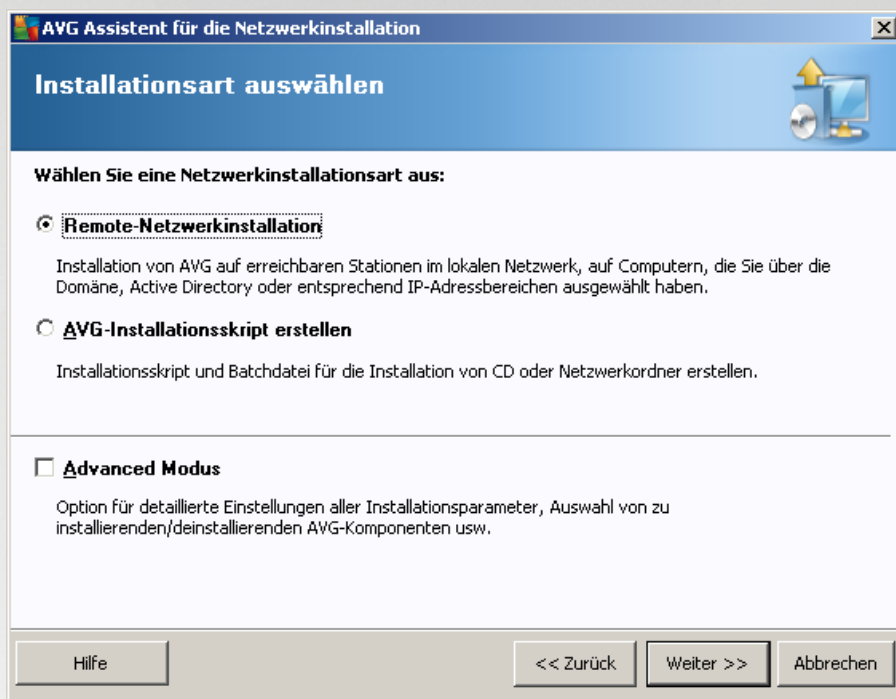 AVG Assistent für die Netzwerkinstallation
Installationsart auswählen
Wählen Sie eine Netzwerkinstallationsart aus:
Remote-Netzwerkinstallation
Installation von AVG auf erreichbaren Stationen im lokalen Netzwerk, auf Computern, die Sie über die
Domäne, Active Directory oder entsprechend IP-Adressbereichen ausgewählt haben.
AVG-Installationsskript erstellen
Installationsskript und Batchdatei für die Installation von CD oder Netzwerkordner erstellen.
Advanced Modus
Option für detaillierte Einstellungen aller Installationsparameter, Auswahl von zu
installierenden/deinstallierenden AVG-Komponenten usw.
Hilfe
<< Zurück
Weiter >>
Abbrechen